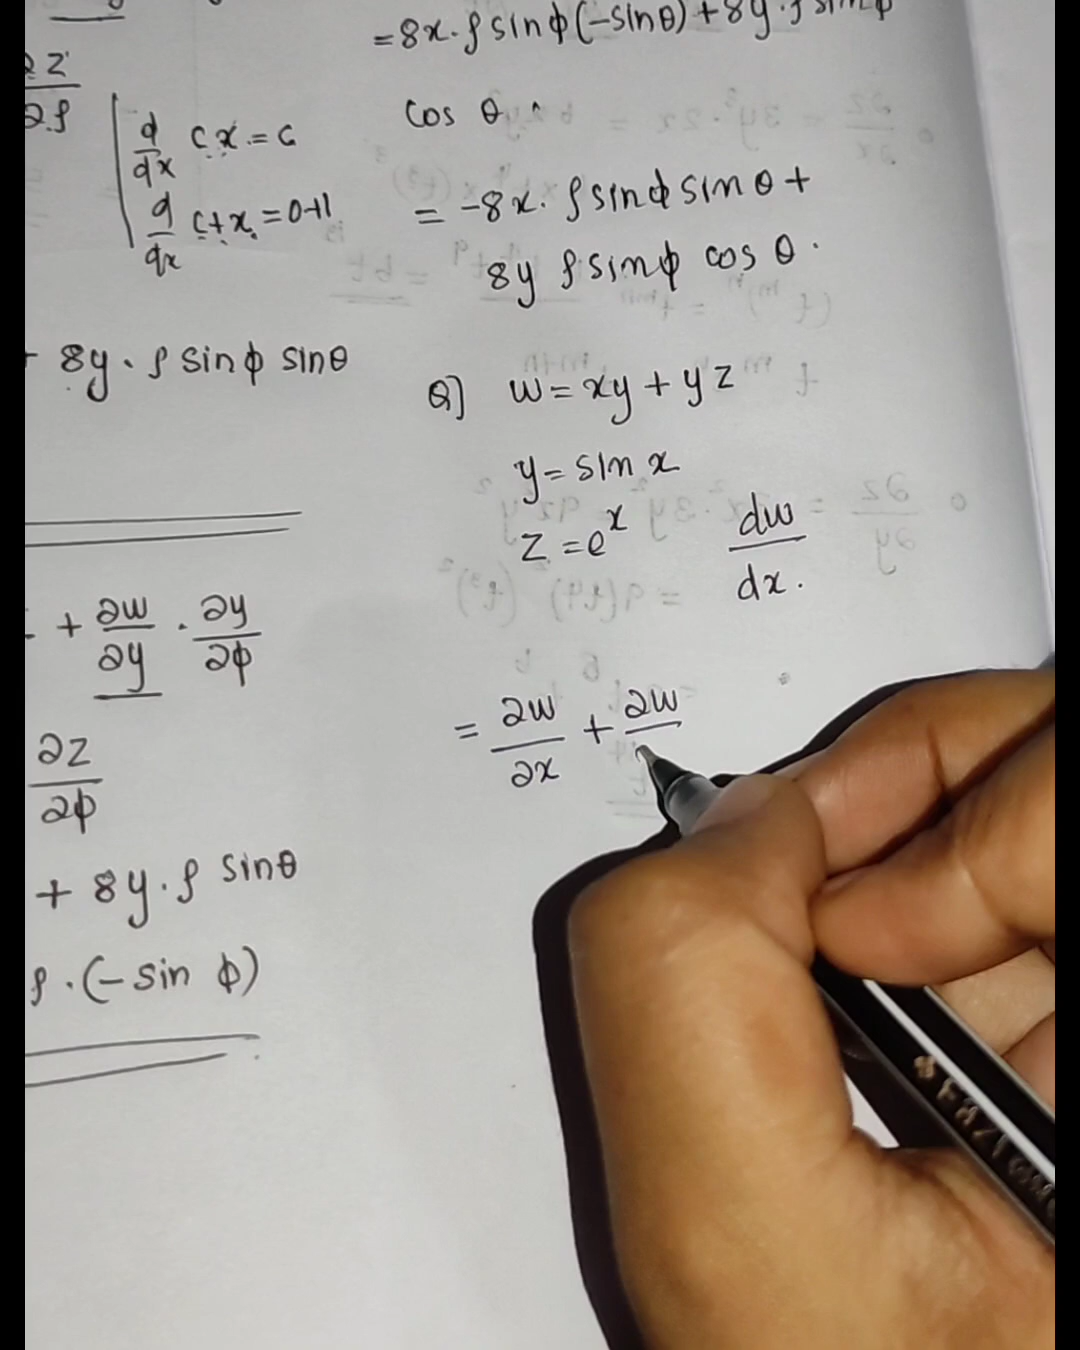 ∂z
∂ρ
d/dx cx = c
d/dx c+x = 0+1
+ 8y · ρ sinφ sinθ
+ ∂w/∂y · ∂y/∂φ
∂z/∂φ
+ 8y · ρ sinθ
ρ · (-sin φ)
= 8x · ρ sinφ (-sinθ) + 8y · ρ sinφ
cos θ .
= -8x · ρ sinφ sinθ +
8y ρ sinφ cos θ .
Q] w = xy + yz
y = sin x
z = e^x dw/dx .
= ∂w/∂x + ∂w